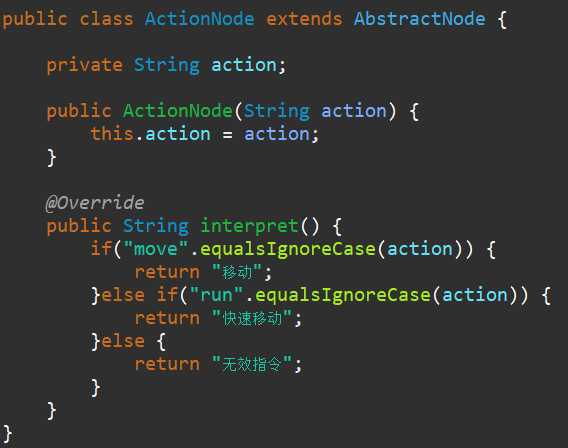 public class ActionNode extends AbstractNode {
private String action;
public ActionNode(String action) {
this.action = action;
}
@Override
public String interpret() {
if("move".equalsIgnoreCase(action)) {
return "移动";
}else if("run".equalsIgnoreCase(action)) {
return "快速移动";
}else {
return "无效指令";
}
}
}